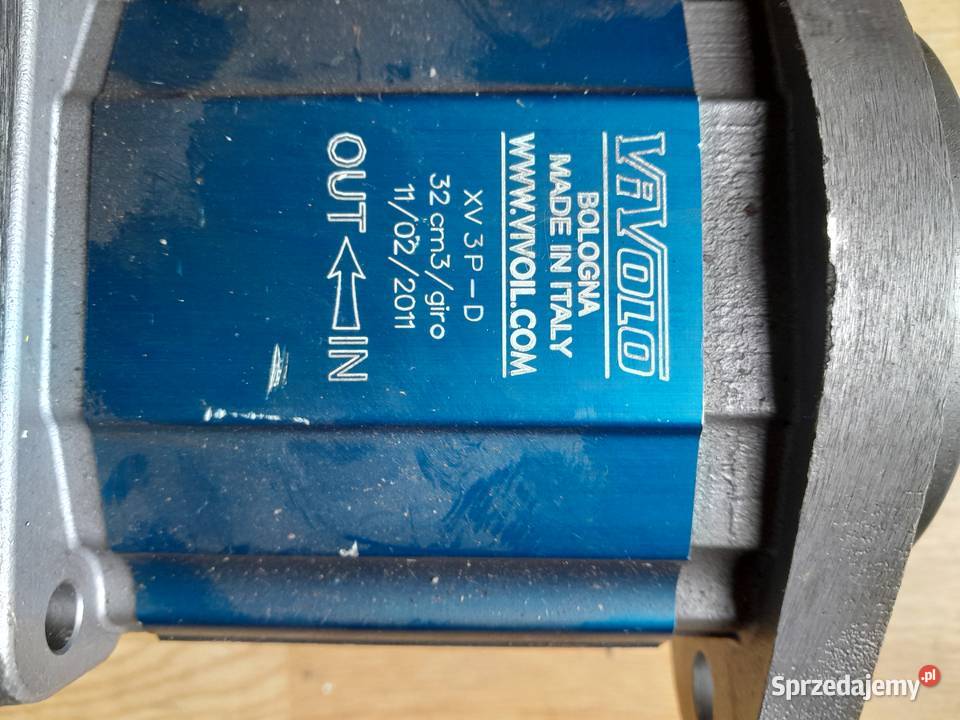 VIVOLO
BOLOGNA
MADE IN ITALY
WWW.VIVOIL.COM
XV 3 P - D
32 cm3/giro
11/02/2011
OUT ← IN
Sprzedajemy.pl